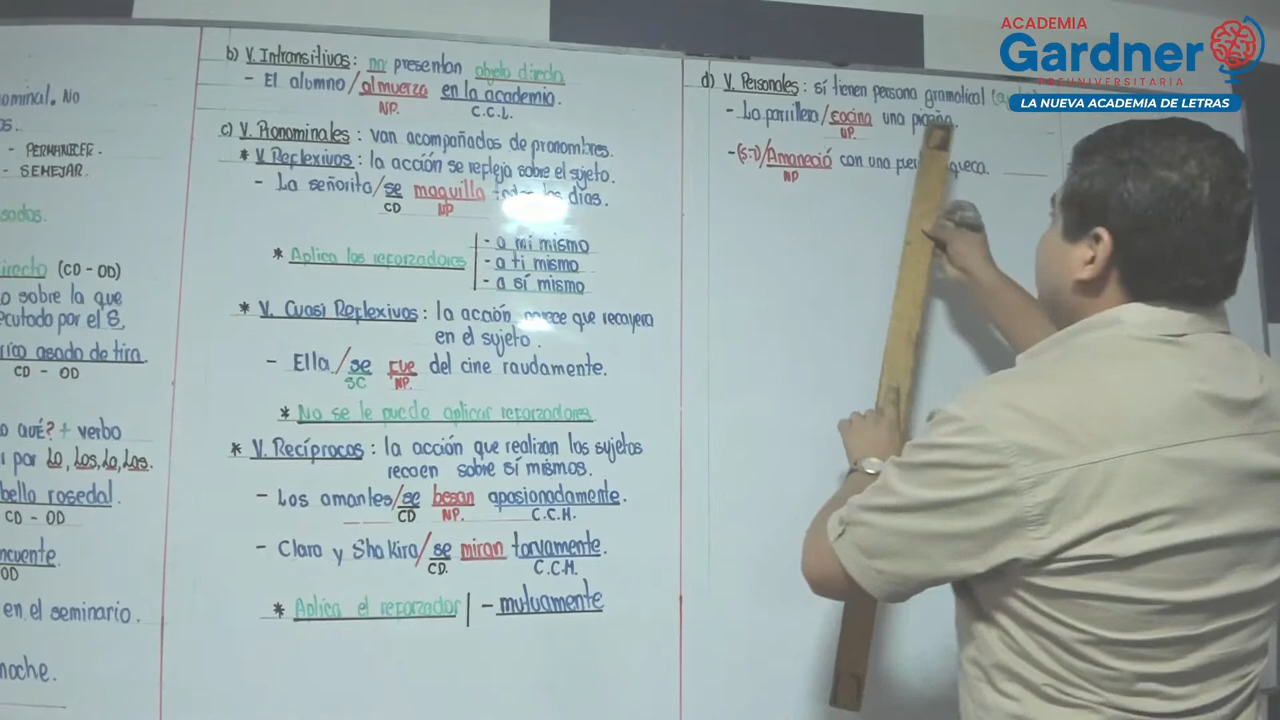 ominal. No
os.
- PERMANECER.
- SEMEJAR.
sados.
irecto (CD - OD)
o sobre la que
ecutado por el S.
rico asado de tira.
CD - OD
o QUÉ? + verbo
i por Lo, Los, La, Las.
bello rosedal.
CD - OD
ncuente.
OD
en el seminario.
noche.
b) V. Intransitivos: no presentan objeto directo
- El alumno/almuerza en la academia.
NP. C.C.L.
c) V. Pronominales: van acompañados de pronombres.
* V. Reflexivos: la acción se refleja sobre el sujeto.
- La señorita/se maquilla todos los días.
CD NP
* Aplica los reforzadores
- a mi mismo
- a ti mismo
- a sí mismo
* V. Cuasi Reflexivos: la acción parece que recayera
en el sujeto.
- Ella/se fue del cine raudamente.
SC NP.
* No se le puede aplicar reforzadores
* V. Recíprocos: la acción que realizan los sujetos
recaen sobre sí mismos.
- Los amantes/se besan apasionadamente.
CD NP. C.C.M.
- Clara y Shakira/se miran torvamente.
CD. C.C.M.
* Aplica el reforzador | - mutuamente
d) V. Personales: sí tienen persona gramatical
- La parrillera/cocina una
NP.
- (S.T)/Amaneció con una
NP
ACADEMIA
Gardner
PREUNIVERSITARIA
LA NUEVA ACADEMIA DE LETRAS